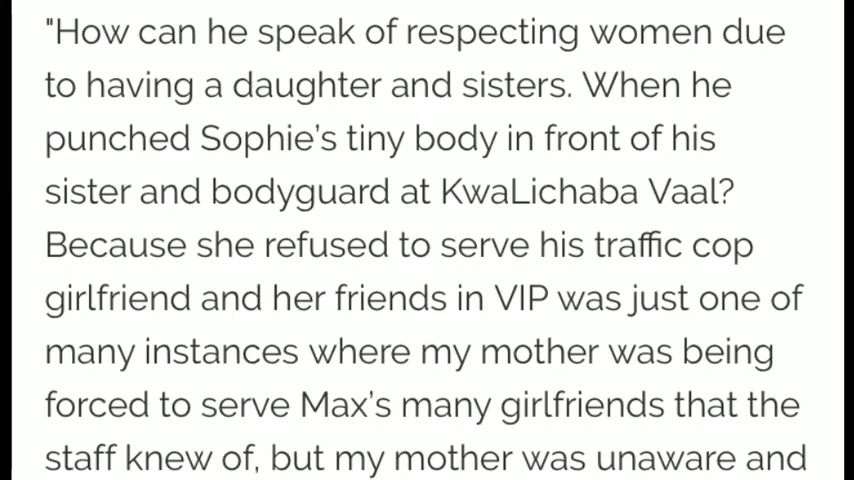 "How can he speak of respecting women due
to having a daughter and sisters. When he
punched Sophie's tiny body in front of his
sister and bodyguard at KwaLichaba Vaal?
Because she refused to serve his traffic cop
girlfriend and her friends in VIP was just one of
many instances where my mother was being
forced to serve Max's many girlfriends that the
staff knew of, but my mother was unaware and